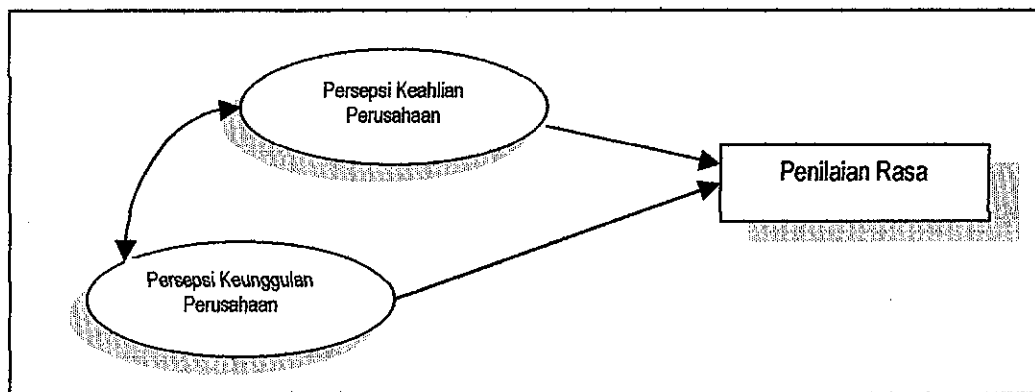 Persepsi Keahlian
Perusahaan
Penilaian Rasa
Persepsi Keunggulan
Perusahaan